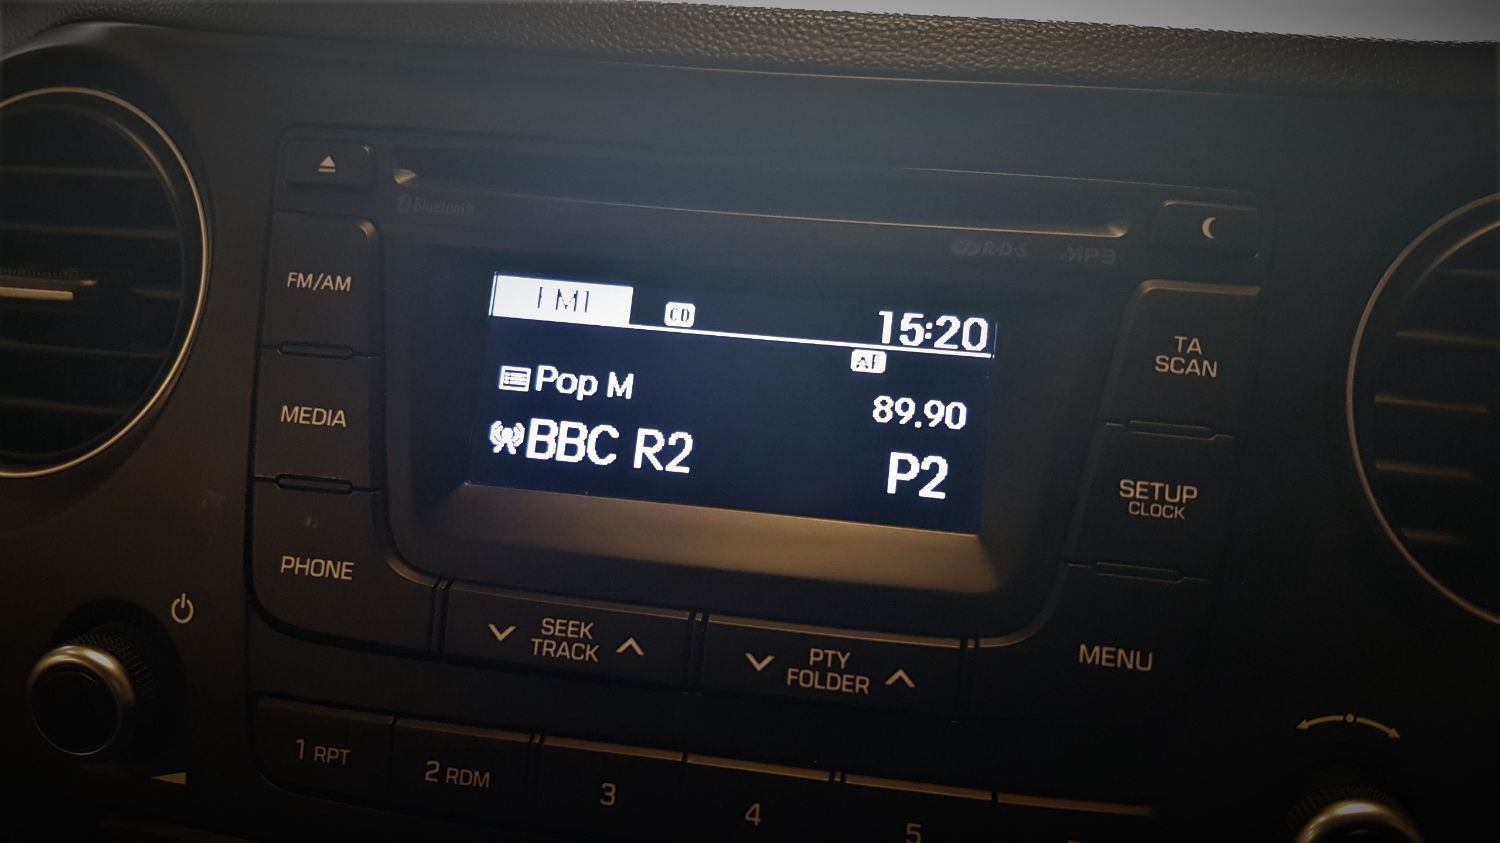 Bluetooth
R·D·S MP3
FM/AM
MEDIA
PHONE
FM1 CD 15:20
AF
Pop M 89.90
BBC R2 P2
TA
SCAN
SETUP
CLOCK
MENU
SEEK
TRACK
PTY
FOLDER
1 RPT
2 RDM
3
4
5